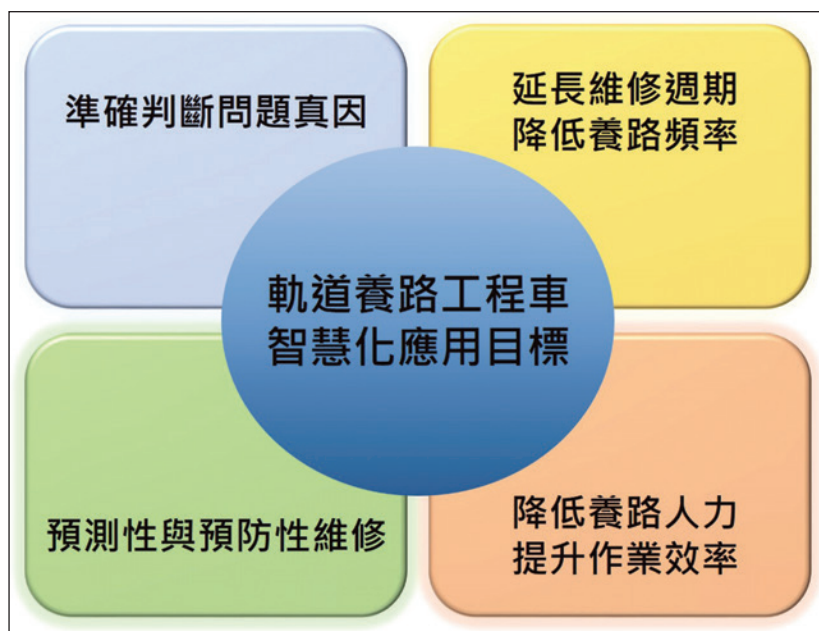 準確判斷問題真因
延長維修週期
降低養路頻率
軌道養路工程車
智慧化應用目標
預測性與預防性維修
降低養路人力
提升作業效率